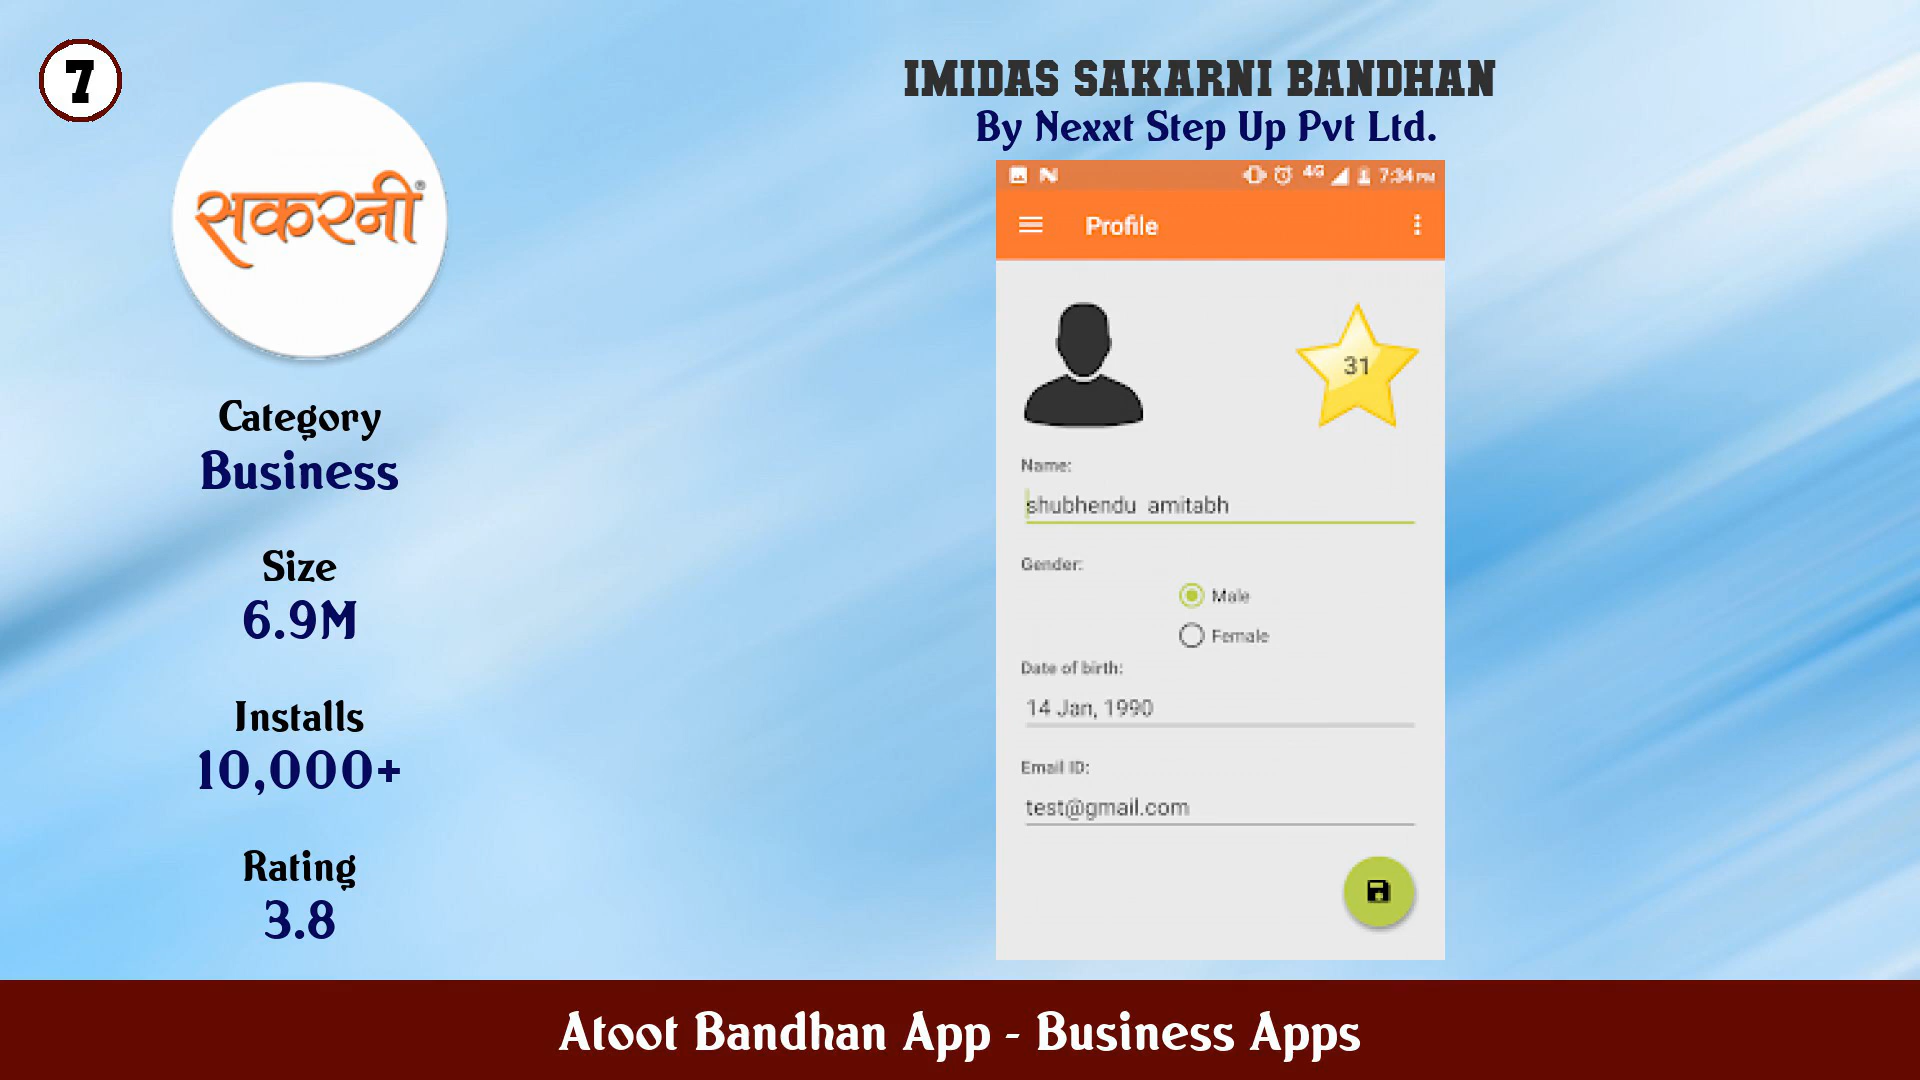 7
सकरनी®
Category
Business
Size
6.9M
Installs
10,000+
Rating
3.8
IMIDAS SAKARNI BANDHAN
By Nexxt Step Up Pvt Ltd.
4G 7:34 PM
Profile
31
Name:
shubhendu amitabh
Gender:
Male
Female
Date of birth:
14 Jan, 1990
Email ID:
test@gmail.com
Atoot Bandhan App - Business Apps